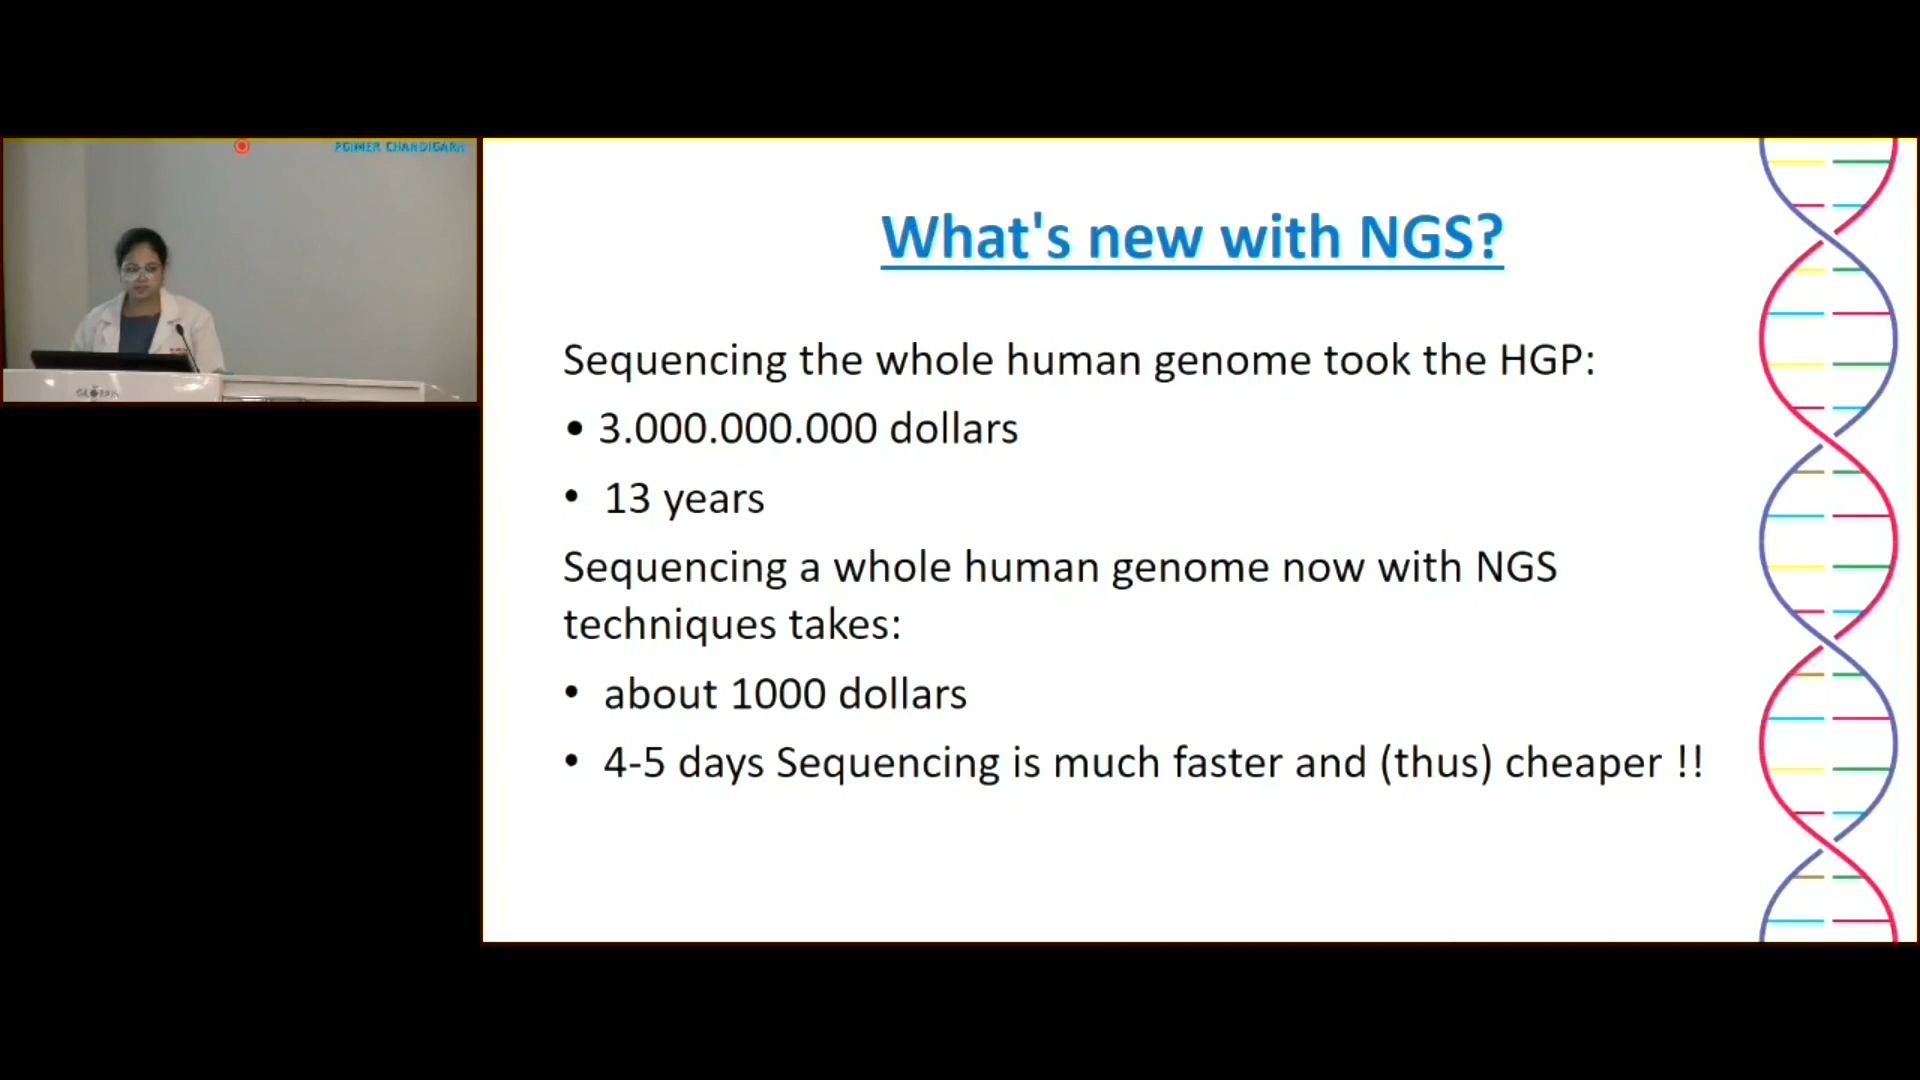 PGIMER CHANDIGARH
What's new with NGS?
Sequencing the whole human genome took the HGP:
• 3.000.000.000 dollars
• 13 years
Sequencing a whole human genome now with NGS
techniques takes:
• about 1000 dollars
• 4-5 days Sequencing is much faster and (thus) cheaper !!